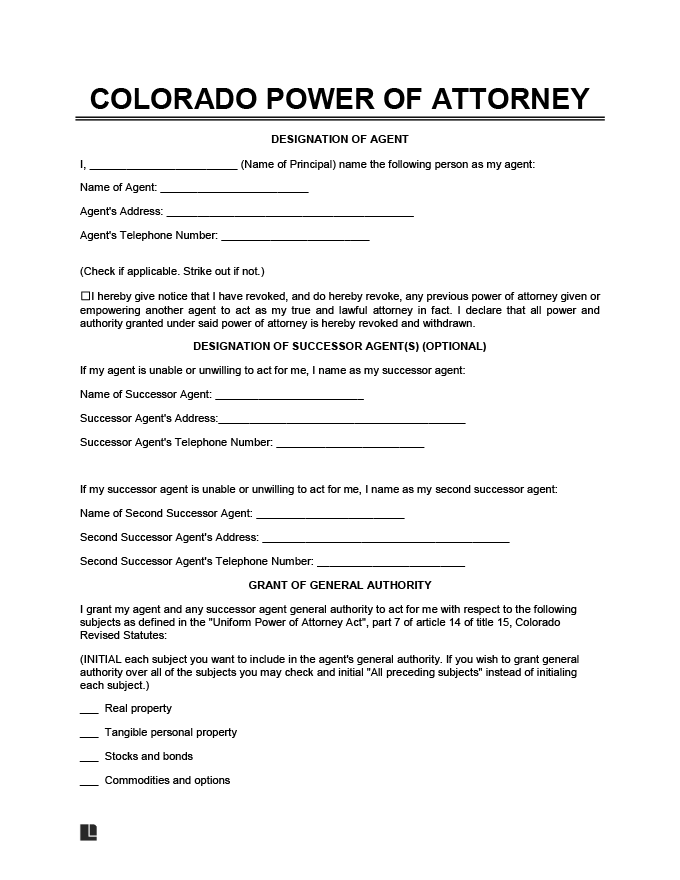 COLORADO POWER OF ATTORNEY
DESIGNATION OF AGENT
I, ________________________ (Name of Principal) name the following person as my agent:
Name of Agent: ________________________
Agent's Address: ________________________________________
Agent's Telephone Number: ________________________
(Check if applicable. Strike out if not.)
☐I hereby give notice that I have revoked, and do hereby revoke, any previous power of attorney given or
empowering another agent to act as my true and lawful attorney in fact. I declare that all power and
authority granted under said power of attorney is hereby revoked and withdrawn.
DESIGNATION OF SUCCESSOR AGENT(S) (OPTIONAL)
If my agent is unable or unwilling to act for me, I name as my successor agent:
Name of Successor Agent: ________________________
Successor Agent's Address:________________________________________
Successor Agent's Telephone Number: ________________________
If my successor agent is unable or unwilling to act for me, I name as my second successor agent:
Name of Second Successor Agent: ________________________
Second Successor Agent's Address: ________________________________________
Second Successor Agent's Telephone Number: ________________________
GRANT OF GENERAL AUTHORITY
I grant my agent and any successor agent general authority to act for me with respect to the following
subjects as defined in the "Uniform Power of Attorney Act", part 7 of article 14 of title 15, Colorado
Revised Statutes:
(INITIAL each subject you want to include in the agent's general authority. If you wish to grant general
authority over all of the subjects you may check and initial "All preceding subjects" instead of initialing
each subject.)
___ Real property
___ Tangible personal property
___ Stocks and bonds
___ Commodities and options